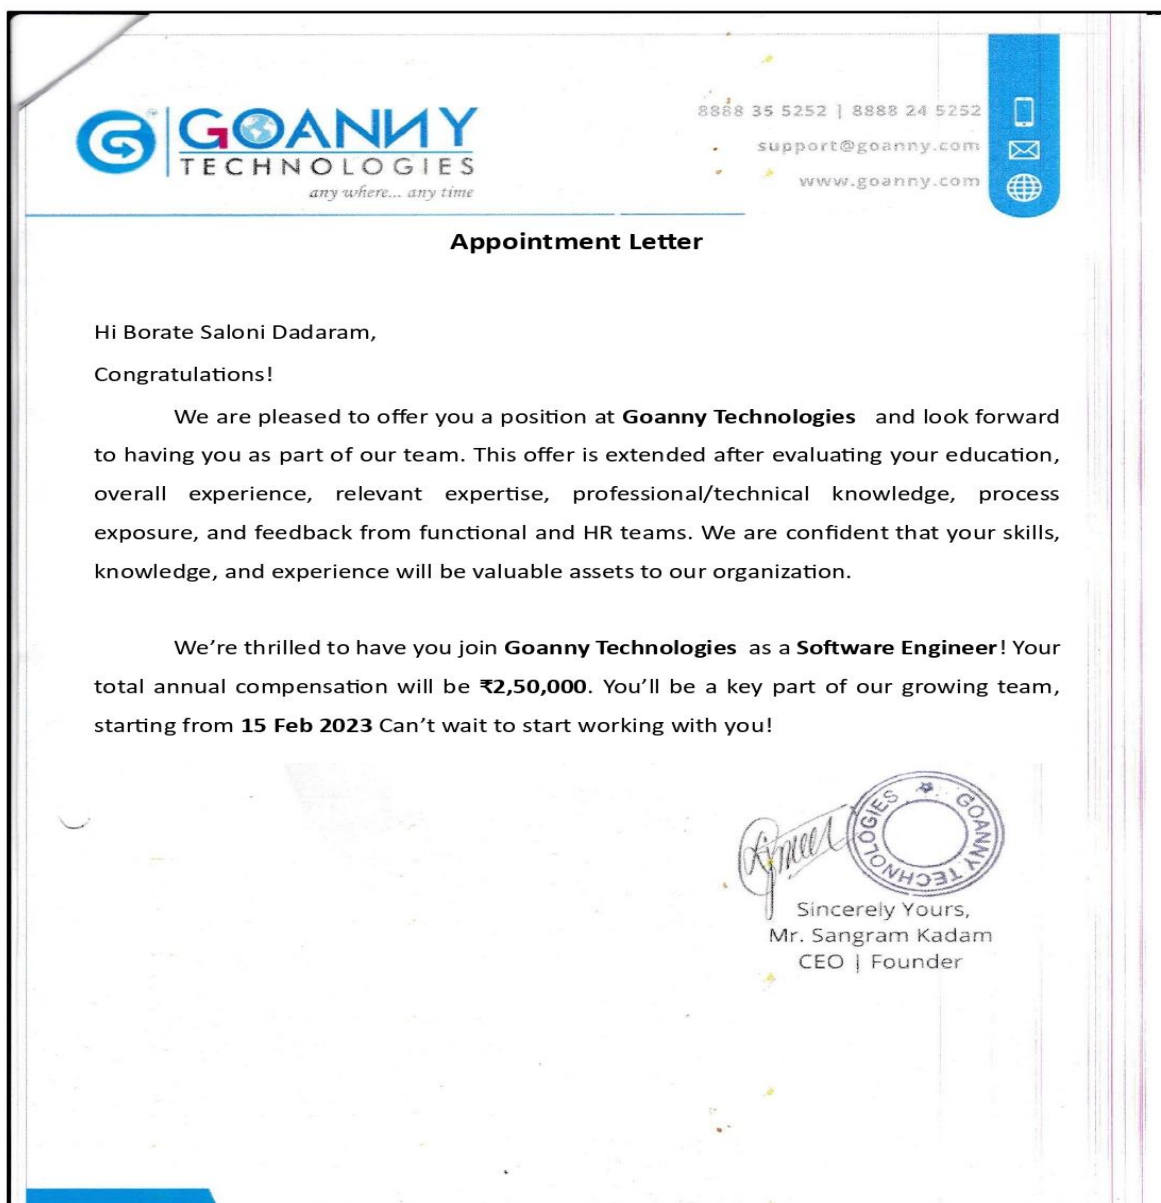 GOANNY
TECHNOLOGIES
any where... any time
8888 35 5252 | 8888 24 5252
support@goanny.com
www.goanny.com
Appointment Letter
Hi Borate Saloni Dadaram,
Congratulations!
We are pleased to offer you a position at Goanny Technologies and look forward
to having you as part of our team. This offer is extended after evaluating your education,
overall experience, relevant expertise, professional/technical knowledge, process
exposure, and feedback from functional and HR teams. We are confident that your skills,
knowledge, and experience will be valuable assets to our organization.
We’re thrilled to have you join Goanny Technologies as a Software Engineer! Your
total annual compensation will be ₹2,50,000. You’ll be a key part of our growing team,
starting from 15 Feb 2023 Can’t wait to start working with you!
GOANNY TECHNOLOGIES
Sincerely Yours,
Mr. Sangram Kadam
CEO | Founder